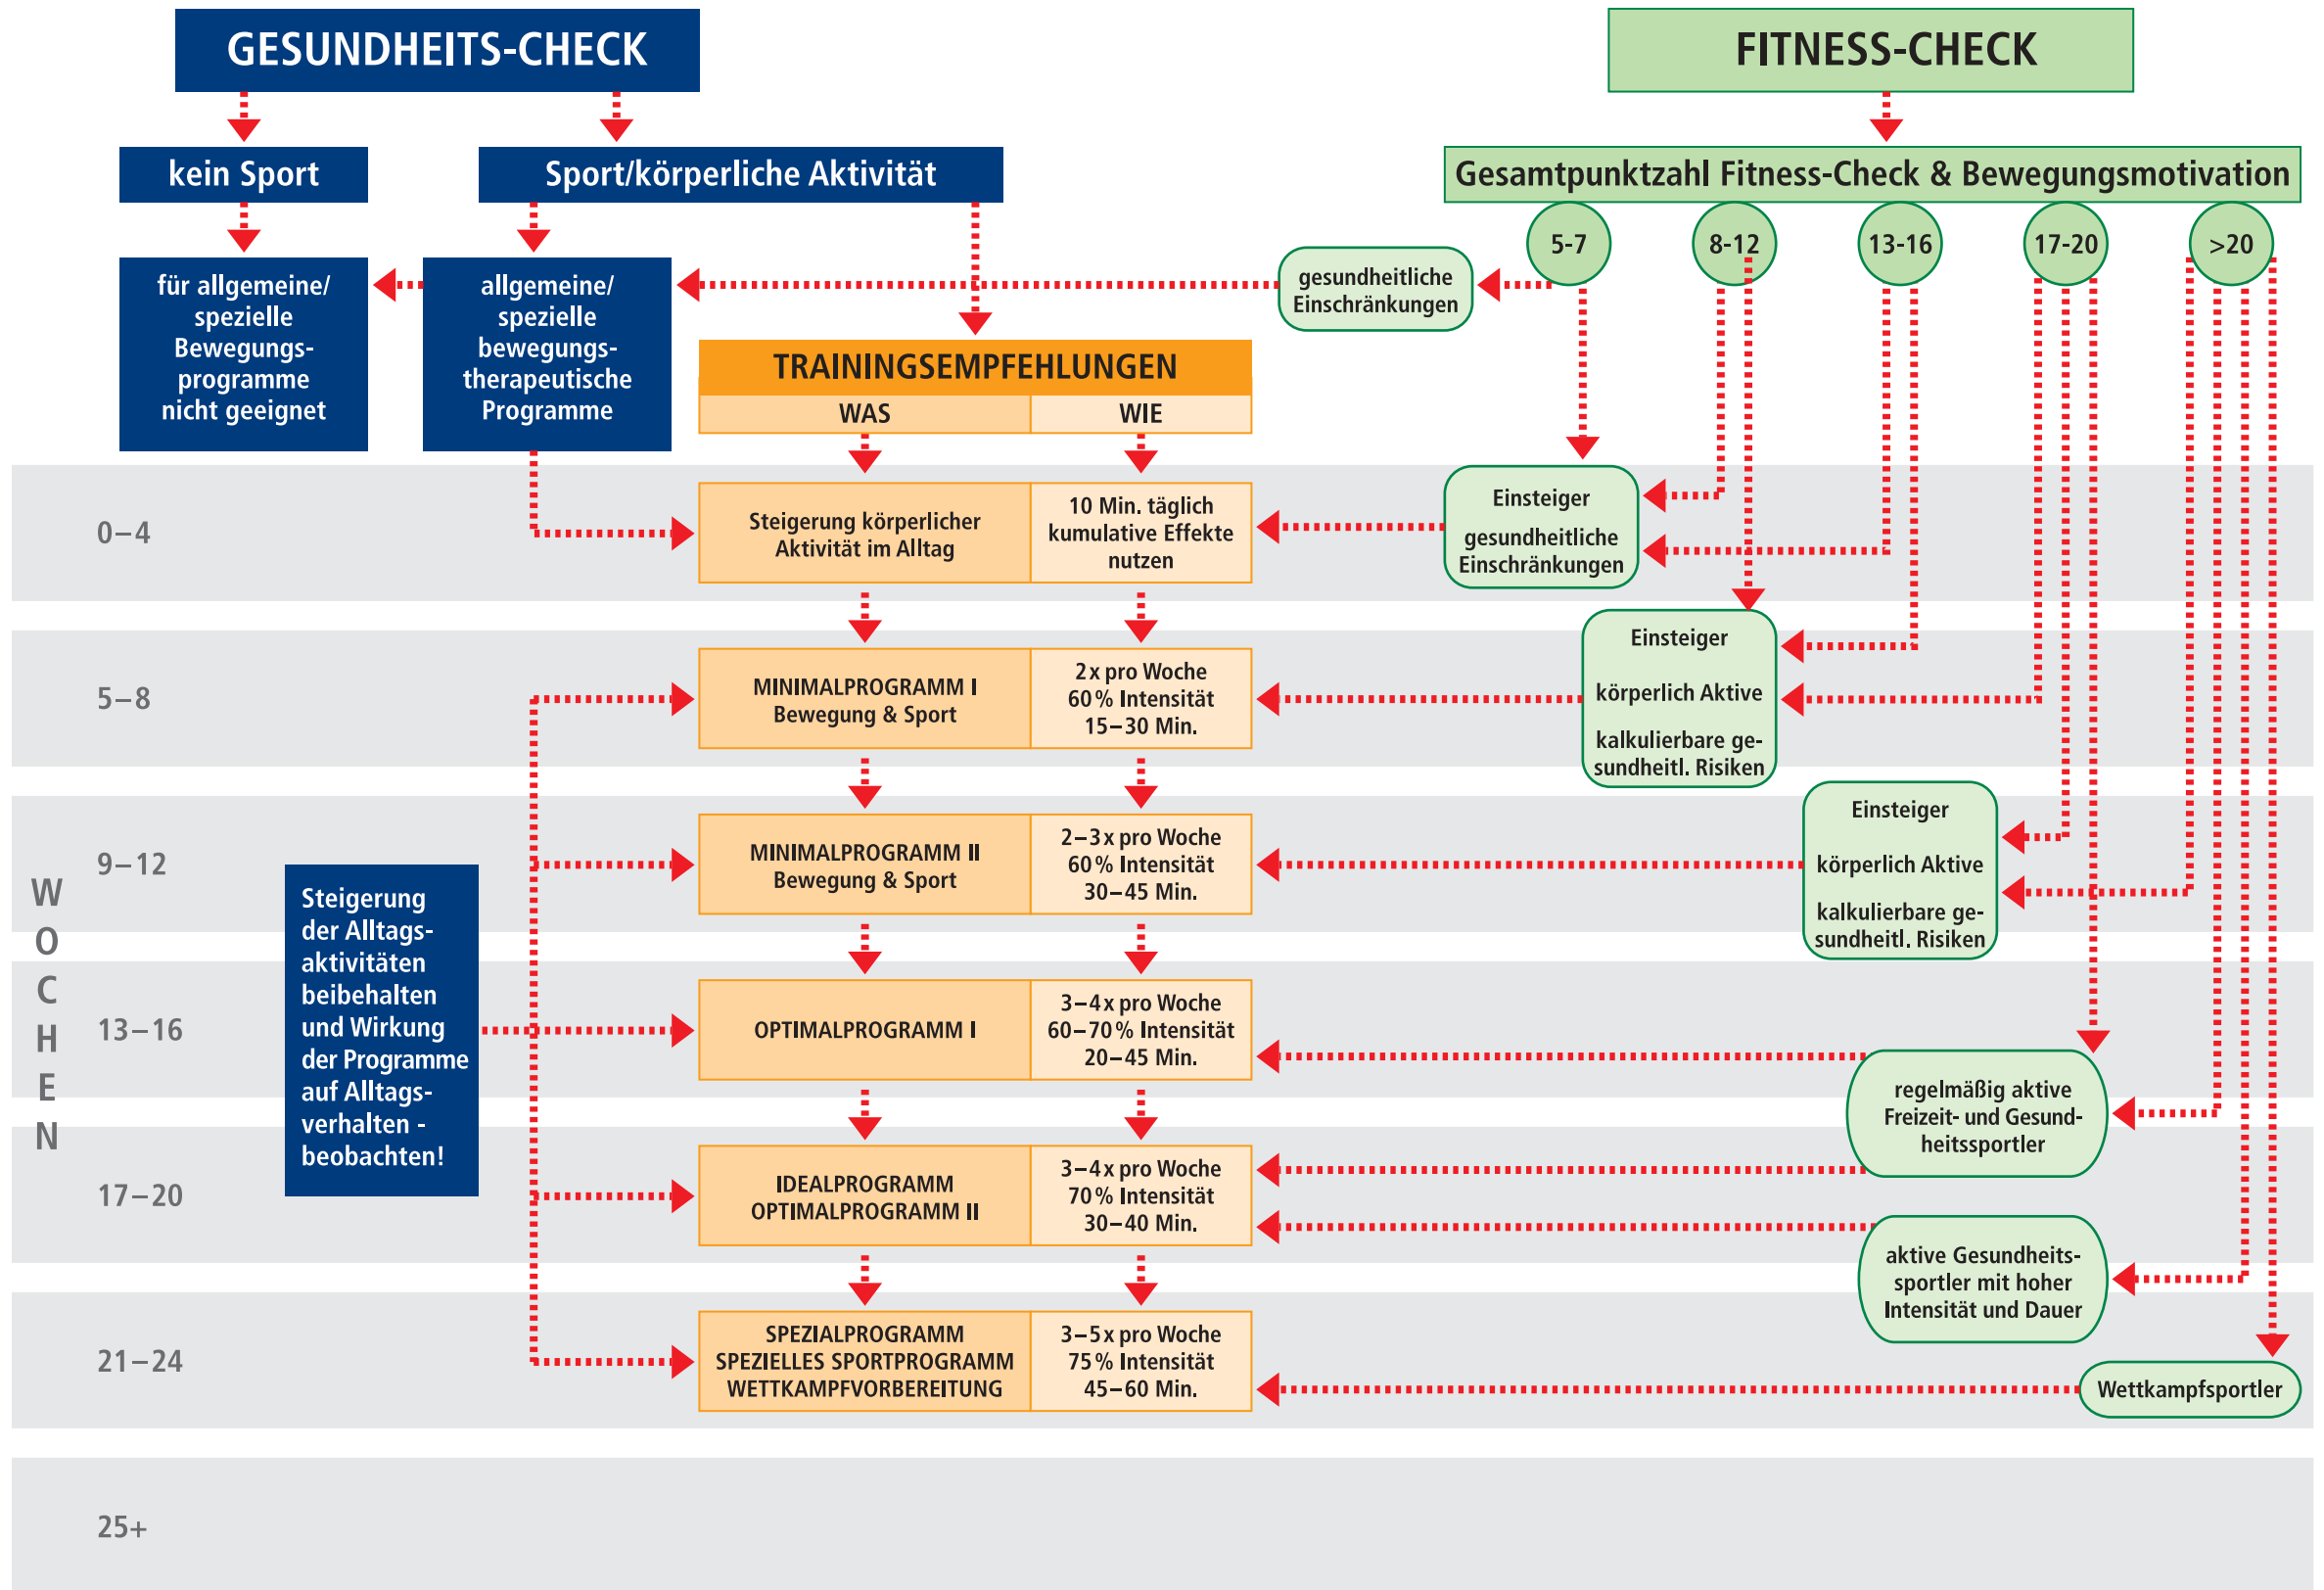 GESUNDHEITS-CHECK
FITNESS-CHECK
kein Sport
Sport/körperliche Aktivität
Gesamtpunktzahl Fitness-Check & Bewegungsmotivation
5-7
8-12
13-16
17-20
>20
für allgemeine/
spezielle
Bewegungs-
programme
nicht geeignet
allgemeine/
spezielle
bewegungs-
therapeutische
Programme
gesundheitliche
Einschränkungen
TRAININGSEMPFEHLUNGEN
WAS
WIE
WOCHEN
0–4
Steigerung körperlicher
Aktivität im Alltag
10 Min. täglich
kumulative Effekte
nutzen
Einsteiger
gesundheitliche
Einschränkungen
5–8
MINIMALPROGRAMM I
Bewegung & Sport
2x pro Woche
60% Intensität
15–30 Min.
Einsteiger
körperlich Aktive
kalkulierbare ge-
sundheitl. Risiken
9–12
MINIMALPROGRAMM II
Bewegung & Sport
2–3x pro Woche
60% Intensität
30–45 Min.
Einsteiger
körperlich Aktive
kalkulierbare ge-
sundheitl. Risiken
Steigerung
der Alltags-
aktivitäten
beibehalten
und Wirkung
der Programme
auf Alltags-
verhalten -
beobachten!
13–16
OPTIMALPROGRAMM I
3–4x pro Woche
60–70% Intensität
20–45 Min.
regelmäßig aktive
Freizeit- und Gesund-
heitssportler
17–20
IDEALPROGRAMM
OPTIMALPROGRAMM II
3–4x pro Woche
70% Intensität
30–40 Min.
aktive Gesundheits-
sportler mit hoher
Intensität und Dauer
21–24
SPEZIALPROGRAMM
SPEZIELLES SPORTPROGRAMM
WETTKAMPFVORBEREITUNG
3–5x pro Woche
75% Intensität
45–60 Min.
Wettkampfsportler
25+